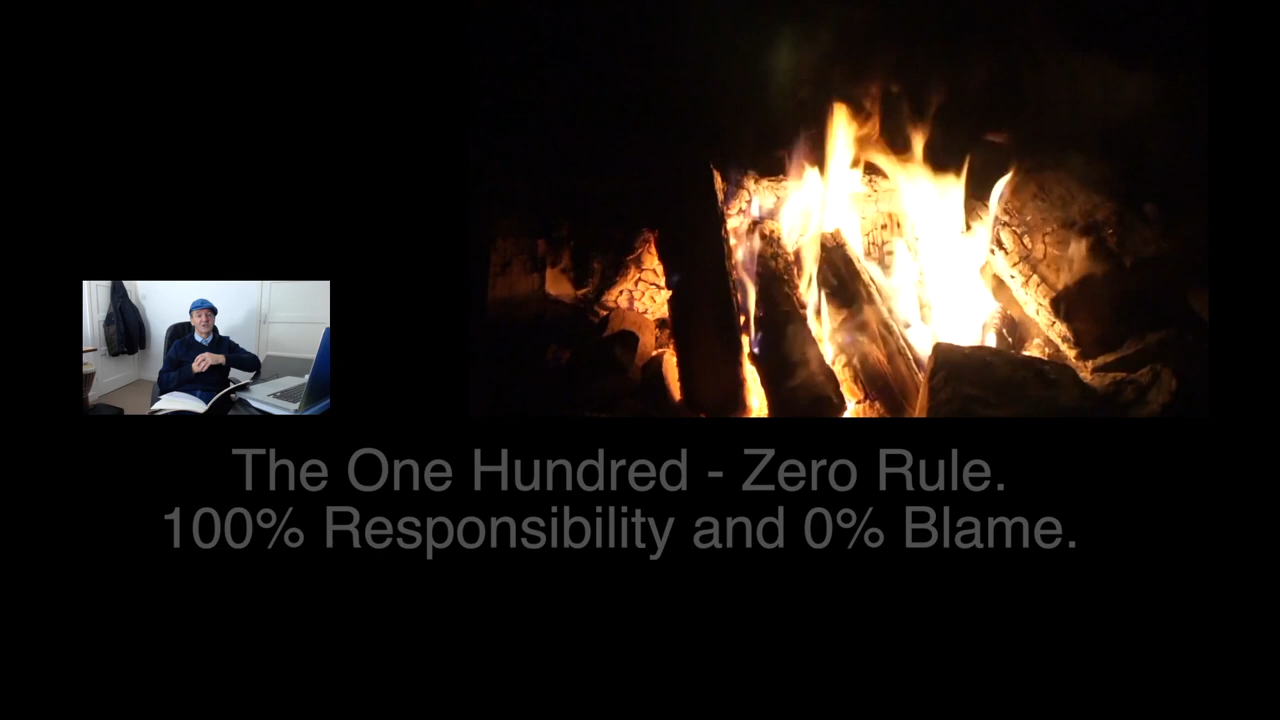 The One Hundred - Zero Rule.
100% Responsibility and 0% Blame.